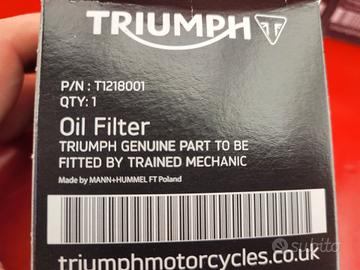 TRIUMPH
P/N : T1218001
QTY: 1
Oil Filter
TRIUMPH GENUINE PART TO BE
FITTED BY TRAINED MECHANIC
Made by MANN+HUMMEL FT Poland
subito
triumphmotorcycles.co.uk